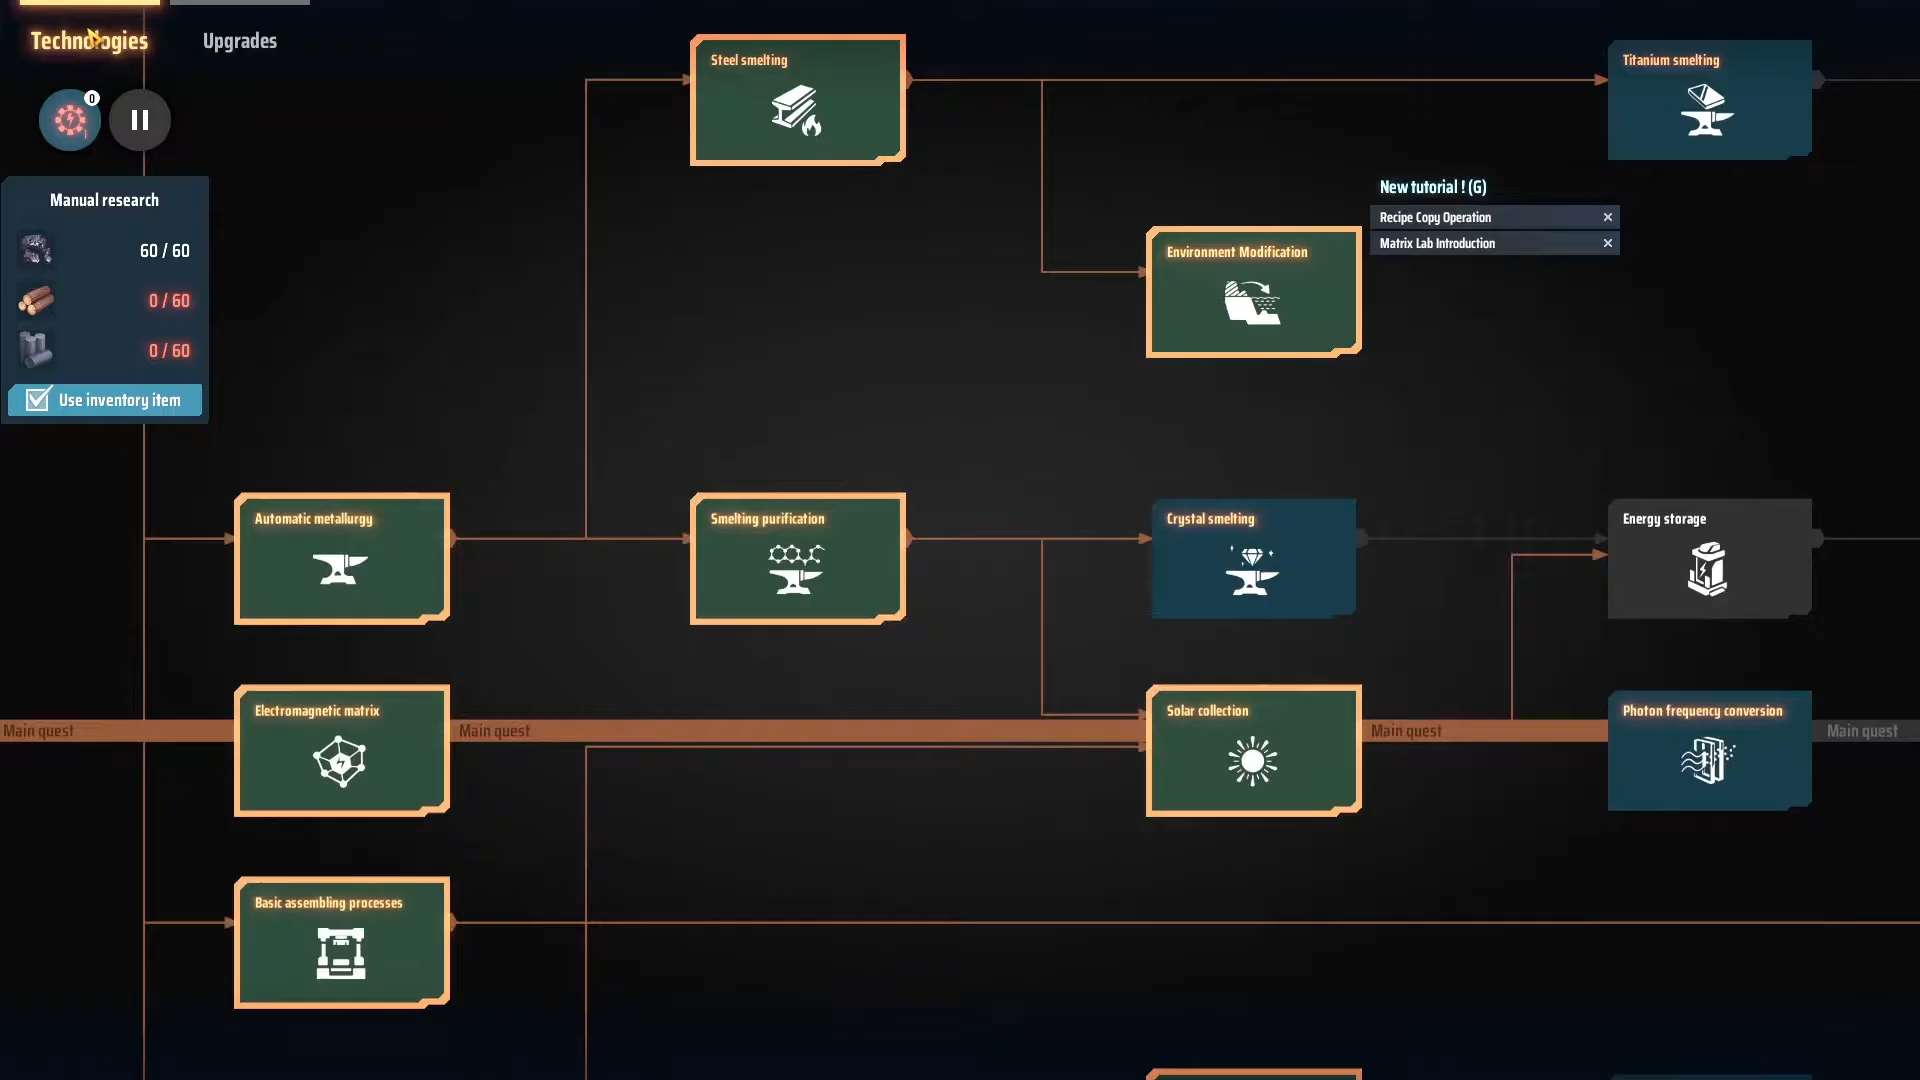 Technologies
Upgrades
0
Manual research
60 / 60
0 / 60
0 / 60
Use inventory item
Steel smelting
Titanium smelting
New tutorial ! (G)
Recipe Copy Operation
Matrix Lab Introduction
Environment Modification
Automatic metallurgy
Smelting purification
Crystal smelting
Energy storage
Main quest
Electromagnetic matrix
Main quest
Solar collection
Main quest
Photon frequency conversion
Main quest
Basic assembling processes